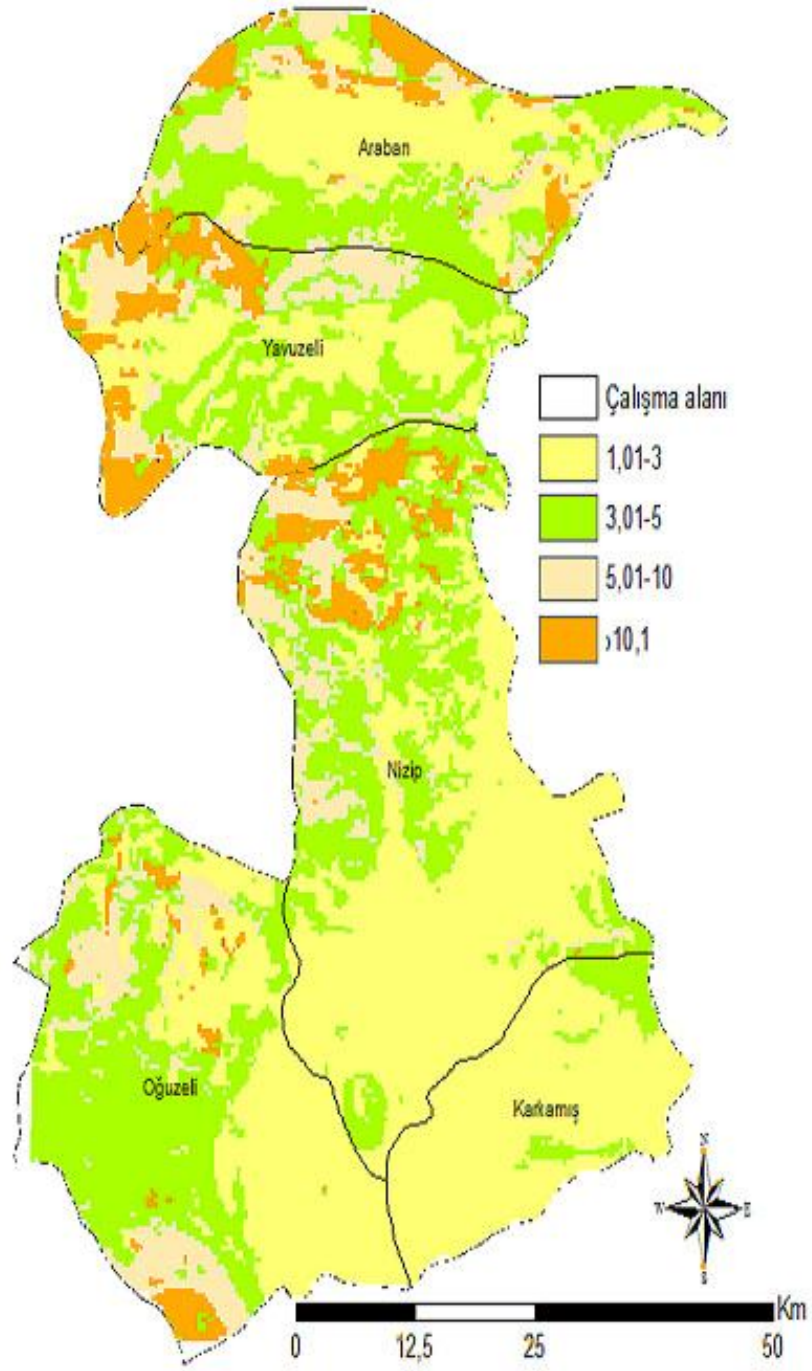 Araban
Yavuzeli
Çalışma alanı
1,01-3
3,01-5
5,01-10
›10,1
Nizip
Oğuzeli
Karkamış
N
W E
S
Km
0 12,5 25 50